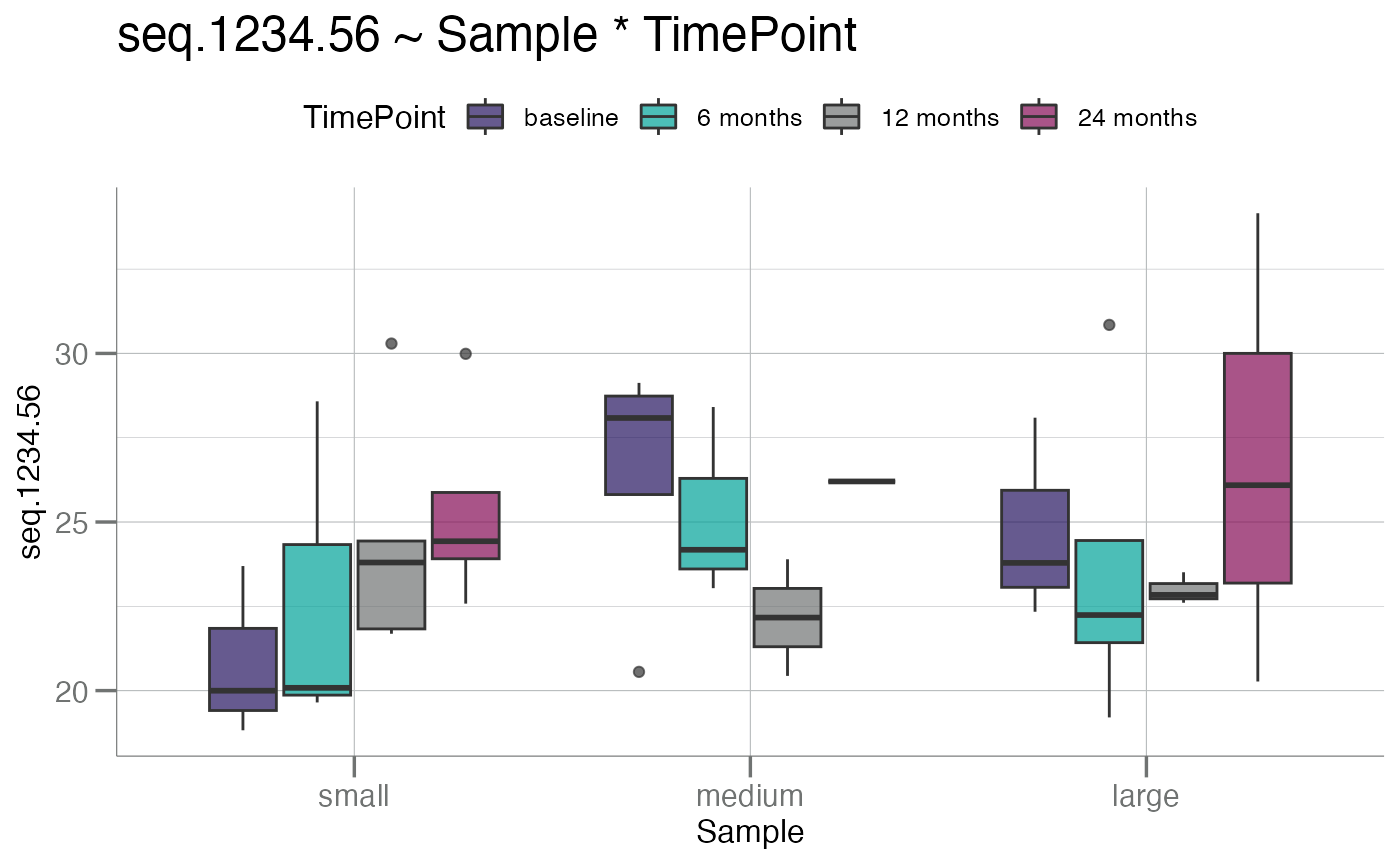 seq.1234.56 ~ Sample * TimePoint
TimePoint baseline 6 months 12 months 24 months
30
25
20
seq.1234.56
small medium large
Sample